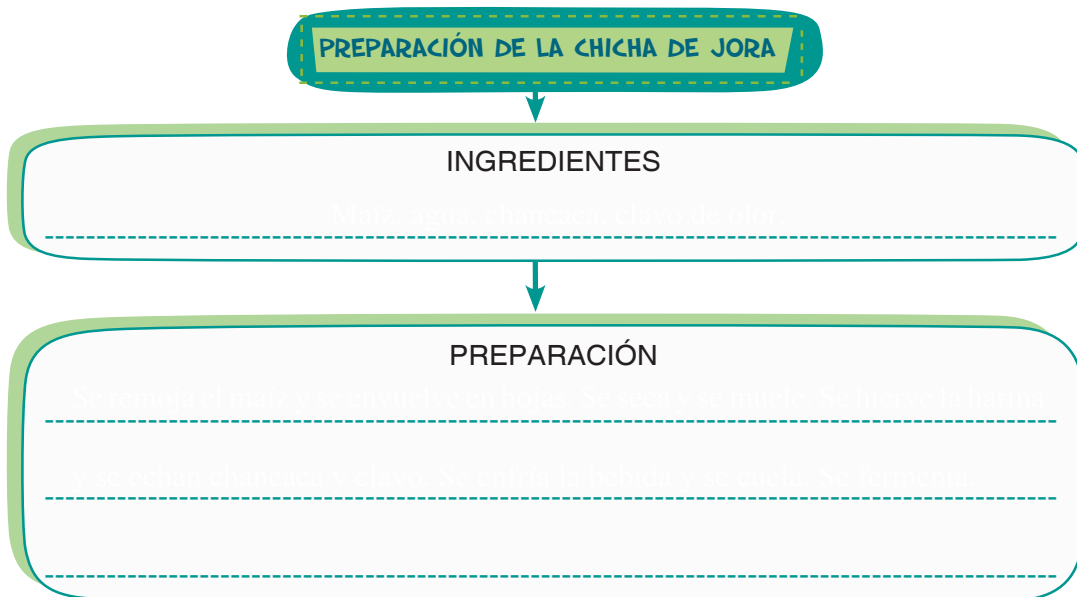 PREPARACIÓN DE LA CHICHA DE JORA
INGREDIENTES
Maíz, agua, chancaca, clavo de olor.
PREPARACIÓN
Se remoja el maíz y se envuelve en hojas. Se seca y se muele. Se hierve la harina
y se echan chancaca y clavo. Se enfría la bebida y se cuela. Se fermenta.